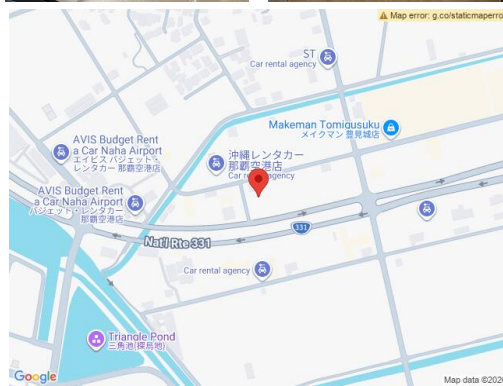 Map error: g.co/staticmaperro
ST
Car rental agency
Makeman Tomigusuku
メイクマン 豊見城店
AVIS Budget Rent
a Car Naha Airport
エイビス バジェット・
レンタカー 那覇空港店
沖縄レンタカー
那覇空港店
Car rental agency
AVIS Budget Rent
a Car Naha Airport
バジェット・レンタカー
那覇空港店
331
Nat'l Rte 331
Car rental agency
Triangle Pond
三角池(探鳥地)
Google
Map data ©202